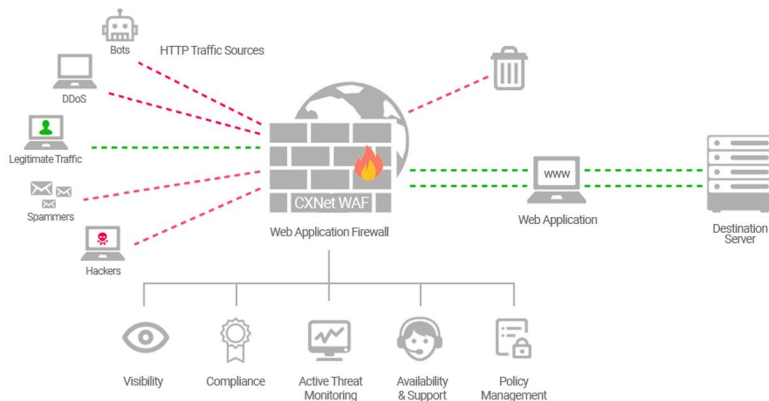 Bots
HTTP Traffic Sources
DDoS
Legitimate Traffic
Spammers
Hackers
CXNet WAF
Web Application Firewall
www
Web Application
Destination
Server
Visibility
Compliance
Active Threat
Monitoring
Availability
& Support
Policy
Management